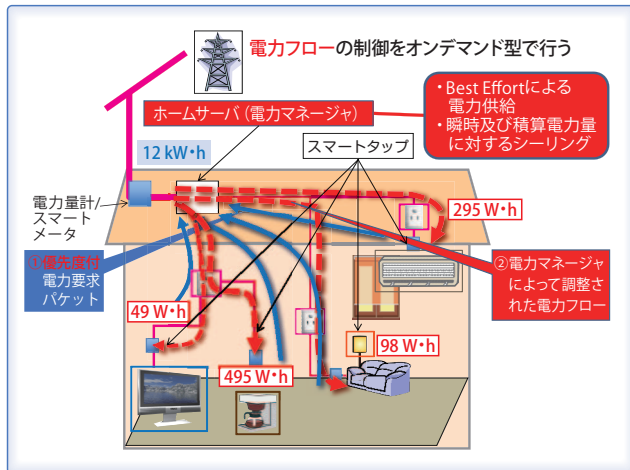 電力フローの制御をオンデマンド型で行う
ホームサーバ(電力マネージャ)
・Best Effortによる
電力供給
・瞬時及び積算電力量
に対するシーリング
12 kW・h
スマートタップ
電力量計/
スマート
メータ
295 W・h
①優先度付
電力要求
パケット
②電力マネージャ
によって調整さ
れた電力フロー
49 W・h
98 W・h
495 W・h